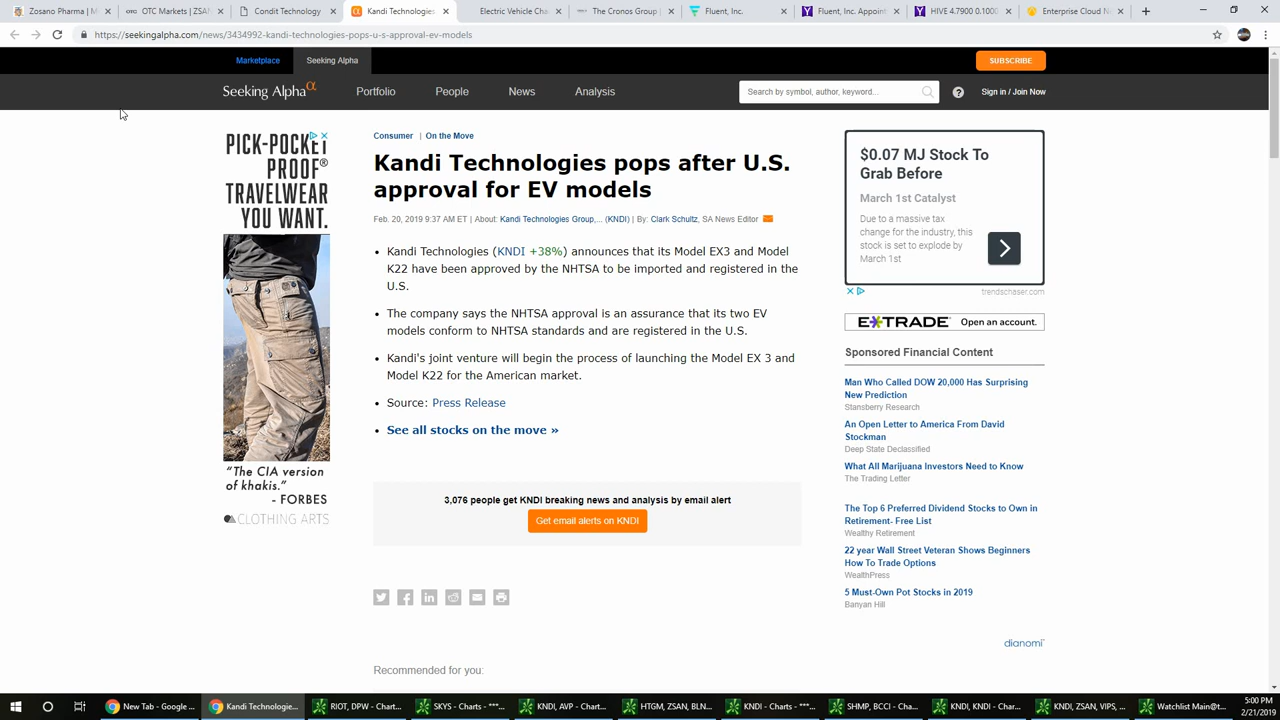 Zosano Pharma | M
OTC Markets | ZSAN
Condit Technology
Kandi Technologies
Electric Vehicle Cha
The Cronos Group |
Fluent, Inc.
Fluent, Inc. Appoint
HIVE 4.7900 0.1000
Enterprise Cloud N
https://seekingalpha.com/news/3434992-kandi-technologies-pops-u-s-approval-ev-models
Marketplace
Seeking Alpha
SUBSCRIBE
Seeking Alpha α
Portfolio
People
News
Analysis
Search by symbol, author, keyword...
Sign in / Join Now
PICK-POCKET
PROOF®
TRAVELWEAR
YOU WANT.
"The CIA version
of khakis."
- FORBES
CLOTHING ARTS
Consumer | On the Move
Kandi Technologies pops after U.S.
approval for EV models
Feb. 20, 2019 9:37 AM ET | About: Kandi Technologies Group,... (KNDI) | By: Clark Schultz, SA News Editor
• Kandi Technologies (KNDI +38%) announces that its Model EX3 and Model
K22 have been approved by the NHTSA to be imported and registered in the
U.S.
• The company says the NHTSA approval is an assurance that its two EV
models conform to NHTSA standards and are registered in the U.S.
• Kandi's joint venture will begin the process of launching the Model EX 3 and
Model K22 for the American market.
• Source: Press Release
• See all stocks on the move »
3,076 people get KNDI breaking news and analysis by email alert
Get email alerts on KNDI
Recommended for you:
$0.07 MJ Stock To
Grab Before
March 1st Catalyst
Due to a massive tax
change for the industry, this
stock is set to explode by
March 1st
trendschaser.com
E*TRADE Open an account.
Sponsored Financial Content
Man Who Called DOW 20,000 Has Surprising
New Prediction
Stansberry Research
An Open Letter to America From David
Stockman
Deep State Declassified
What All Marijuana Investors Need to Know
The Trading Letter
The Top 6 Preferred Dividend Stocks to Own in
Retirement- Free List
Wealthy Retirement
22 year Wall Street Veteran Shows Beginners
How To Trade Options
WealthPress
5 Must-Own Pot Stocks in 2019
Banyan Hill
dianomi
New Tab - Google ...
Kandi Technologie...
RIOT, DPW - Chart...
SKYS - Charts - ***...
KNDI, AVP - Chart...
HTGM, ZSAN, BLN...
KNDI - Charts - ***...
SHMP, BCCI - Char...
KNDI, KNDI - Char...
KNDI, ZSAN, VIPS, ...
Watchlist Main@t...
5:00 PM
2/21/2019